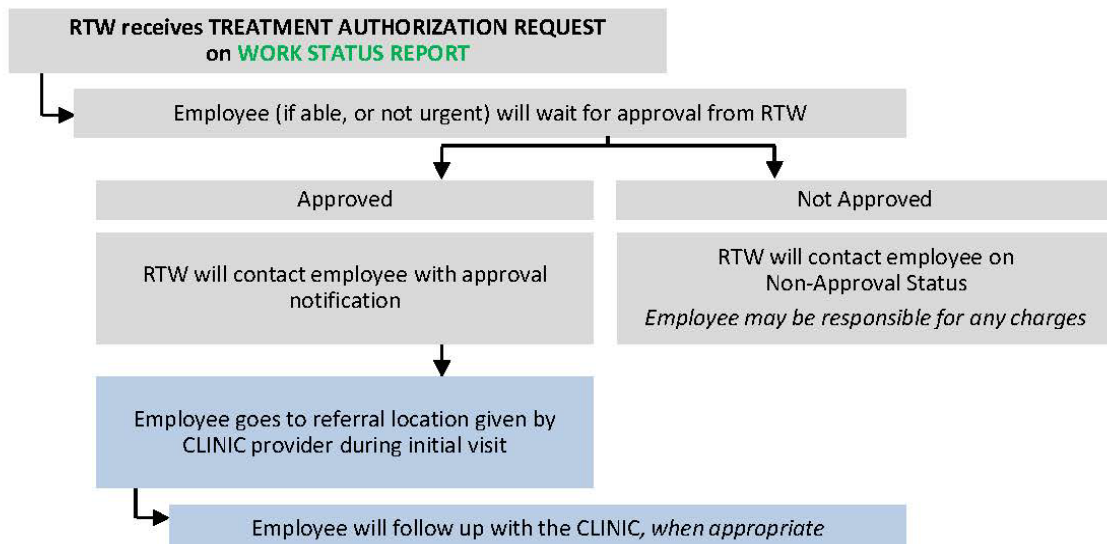 RTW receives TREATMENT AUTHORIZATION REQUEST
on WORK STATUS REPORT
Employee (if able, or not urgent) will wait for approval from RTW
Approved
Not Approved
RTW will contact employee with approval
notification
RTW will contact employee on
Non-Approval Status
Employee may be responsible for any charges
Employee goes to referral location given by
CLINIC provider during initial visit
Employee will follow up with the CLINIC, when appropriate